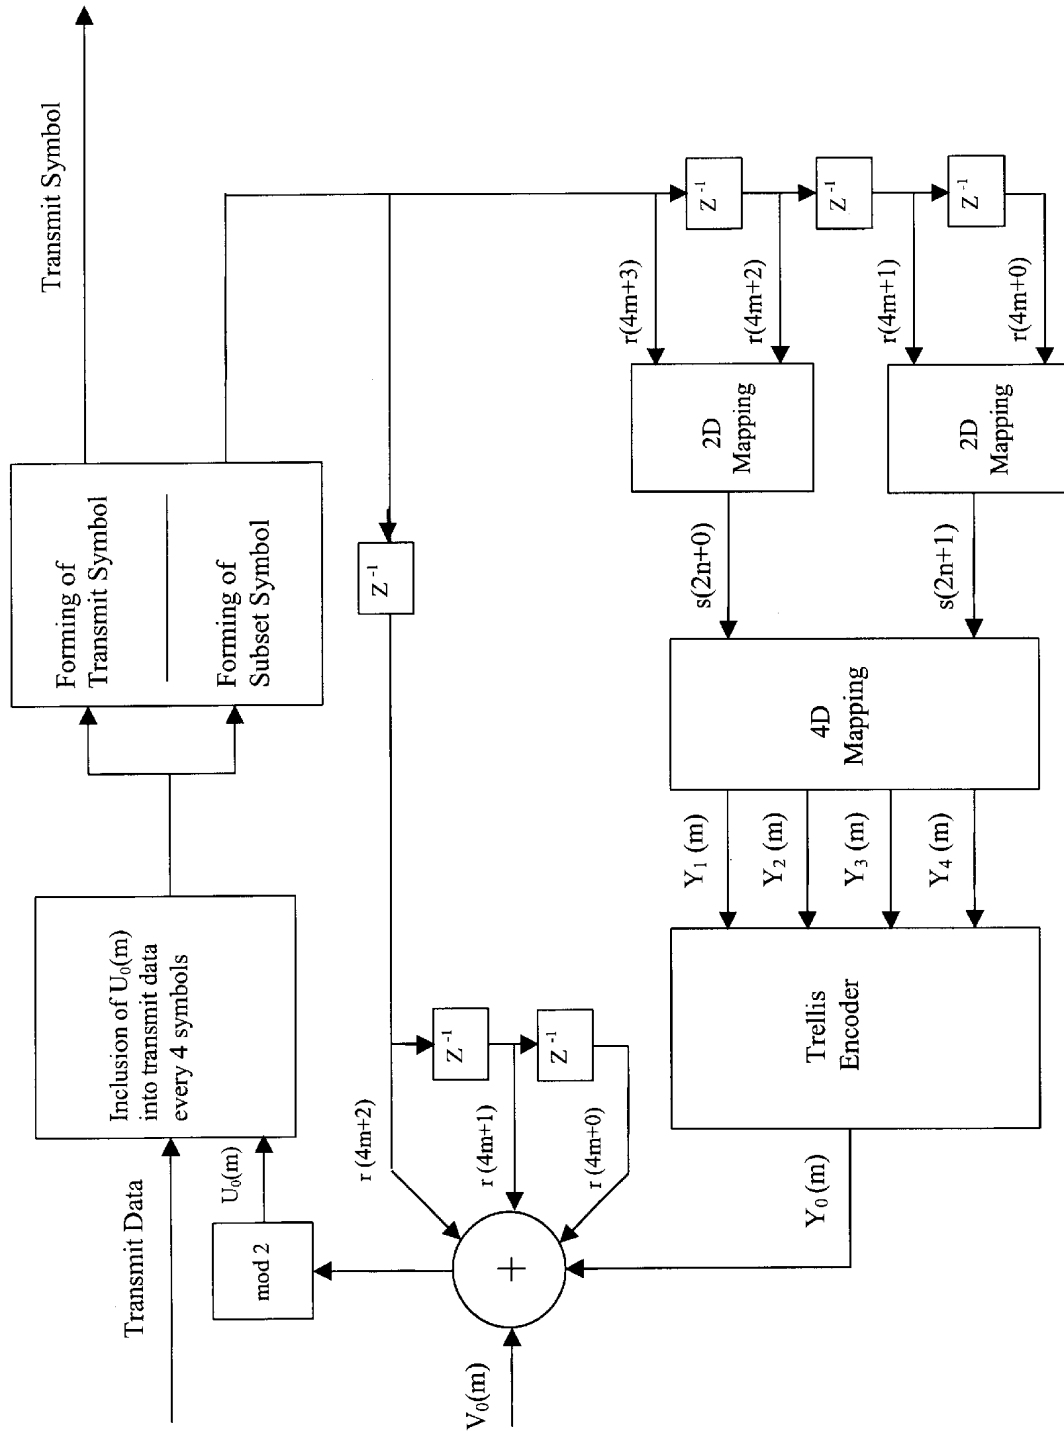 Transmit Data
Inclusion of U₀(m)
into transmit data
every 4 symbols
U₀(m)
mod 2
Forming of
Transmit Symbol
Forming of
Subset Symbol
Transmit Symbol
V₀(m)
+
r (4m+2)
r (4m+1)
r (4m+0)
Z⁻¹
Z⁻¹
Z⁻¹
Y₀ (m)
Trellis
Encoder
Y₁ (m)
Y₂ (m)
Y₃ (m)
Y₄ (m)
4D
Mapping
s(2n+0)
s(2n+1)
2D
Mapping
2D
Mapping
r(4m+3)
r(4m+2)
r(4m+1)
r(4m+0)
Z⁻¹
Z⁻¹
Z⁻¹